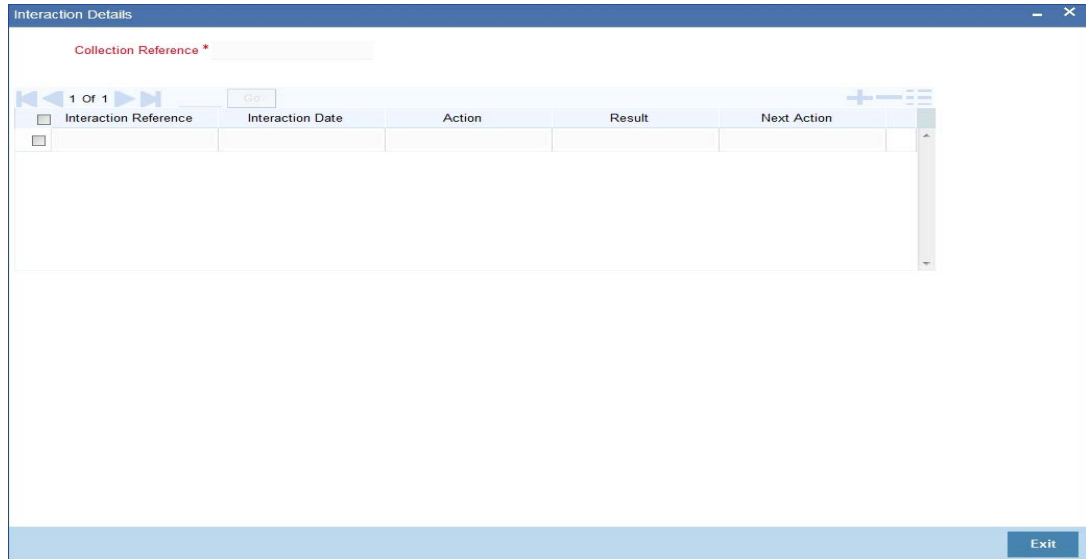 Interaction Details
Collection Reference *
1 Of 1 Go
Interaction Reference Interaction Date Action Result Next Action
Exit